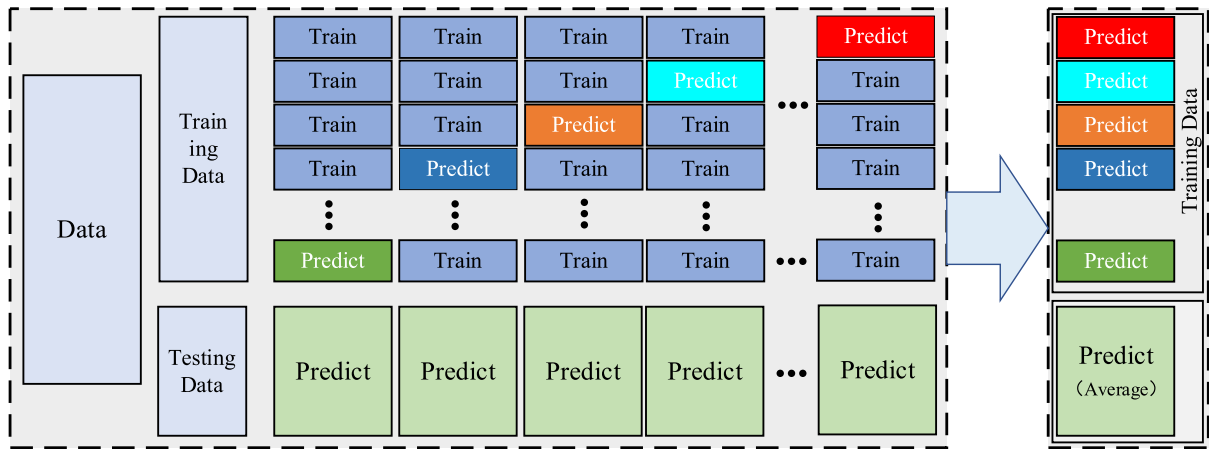 Data
Train
ing
Data
Testing
Data
Train Train Train Train Predict
Train Train Train Predict Train
Train Train Predict Train Train
Train Predict Train Train Train
Predict Train Train Train Train
Predict Predict Predict Predict Predict
Predict
Predict
Predict
Predict
Predict
Training Data
Predict
(Average)